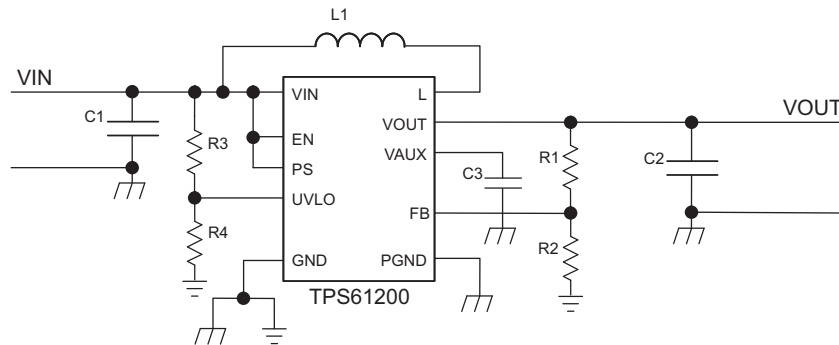 L1
VIN
VIN
L
VOUT
VOUT
C1
R3
EN
VAUX
R1
C2
PS
C3
UVLO
FB
R4
R2
GND
PGND
TPS61200